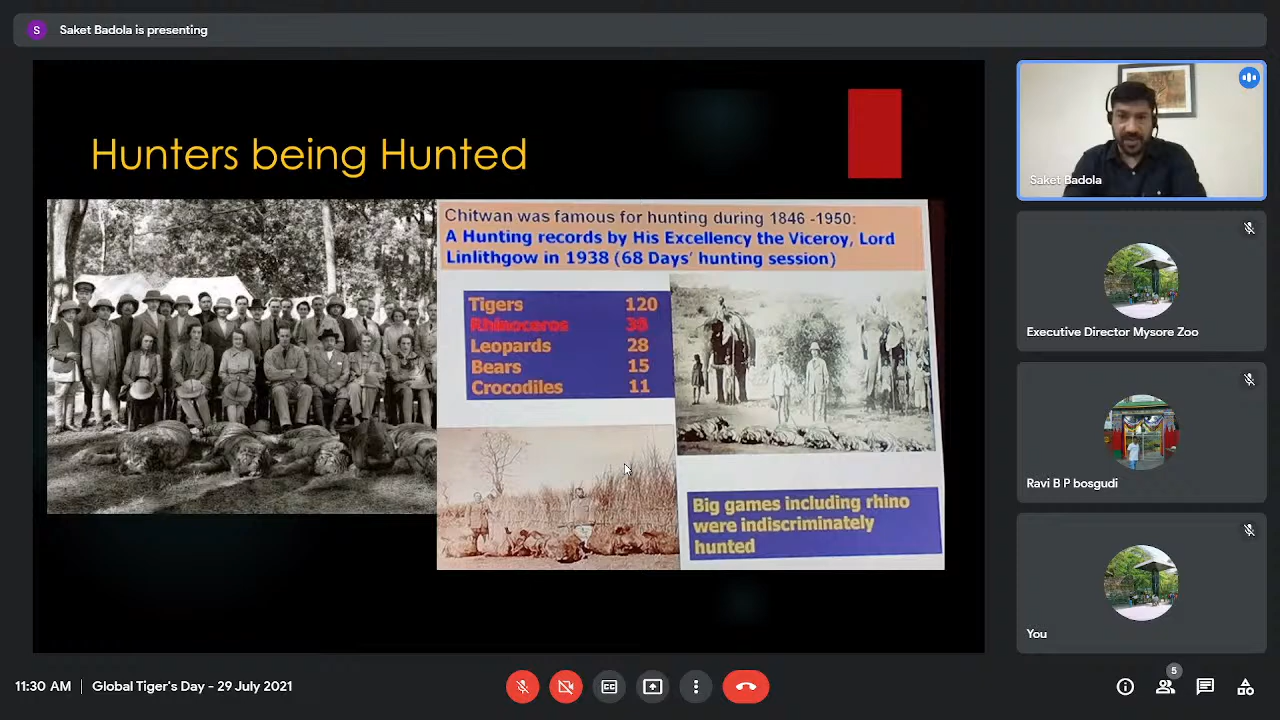 S
Saket Badola is presenting
Hunters being Hunted
Chitwan was famous for hunting during 1846 -1950:
A Hunting records by His Excellency the Viceroy, Lord
Linlithgow in 1938 (68 Days' hunting session)
Tigers 120
Rhinoceros 38
Leopards 28
Bears 15
Crocodiles 11
Big games including rhino
were indiscriminately
hunted
Saket Badola
Executive Director Mysore Zoo
Ravi B P bosgudi
You
11:30 AM | Global Tiger's Day - 29 July 2021
CC
5